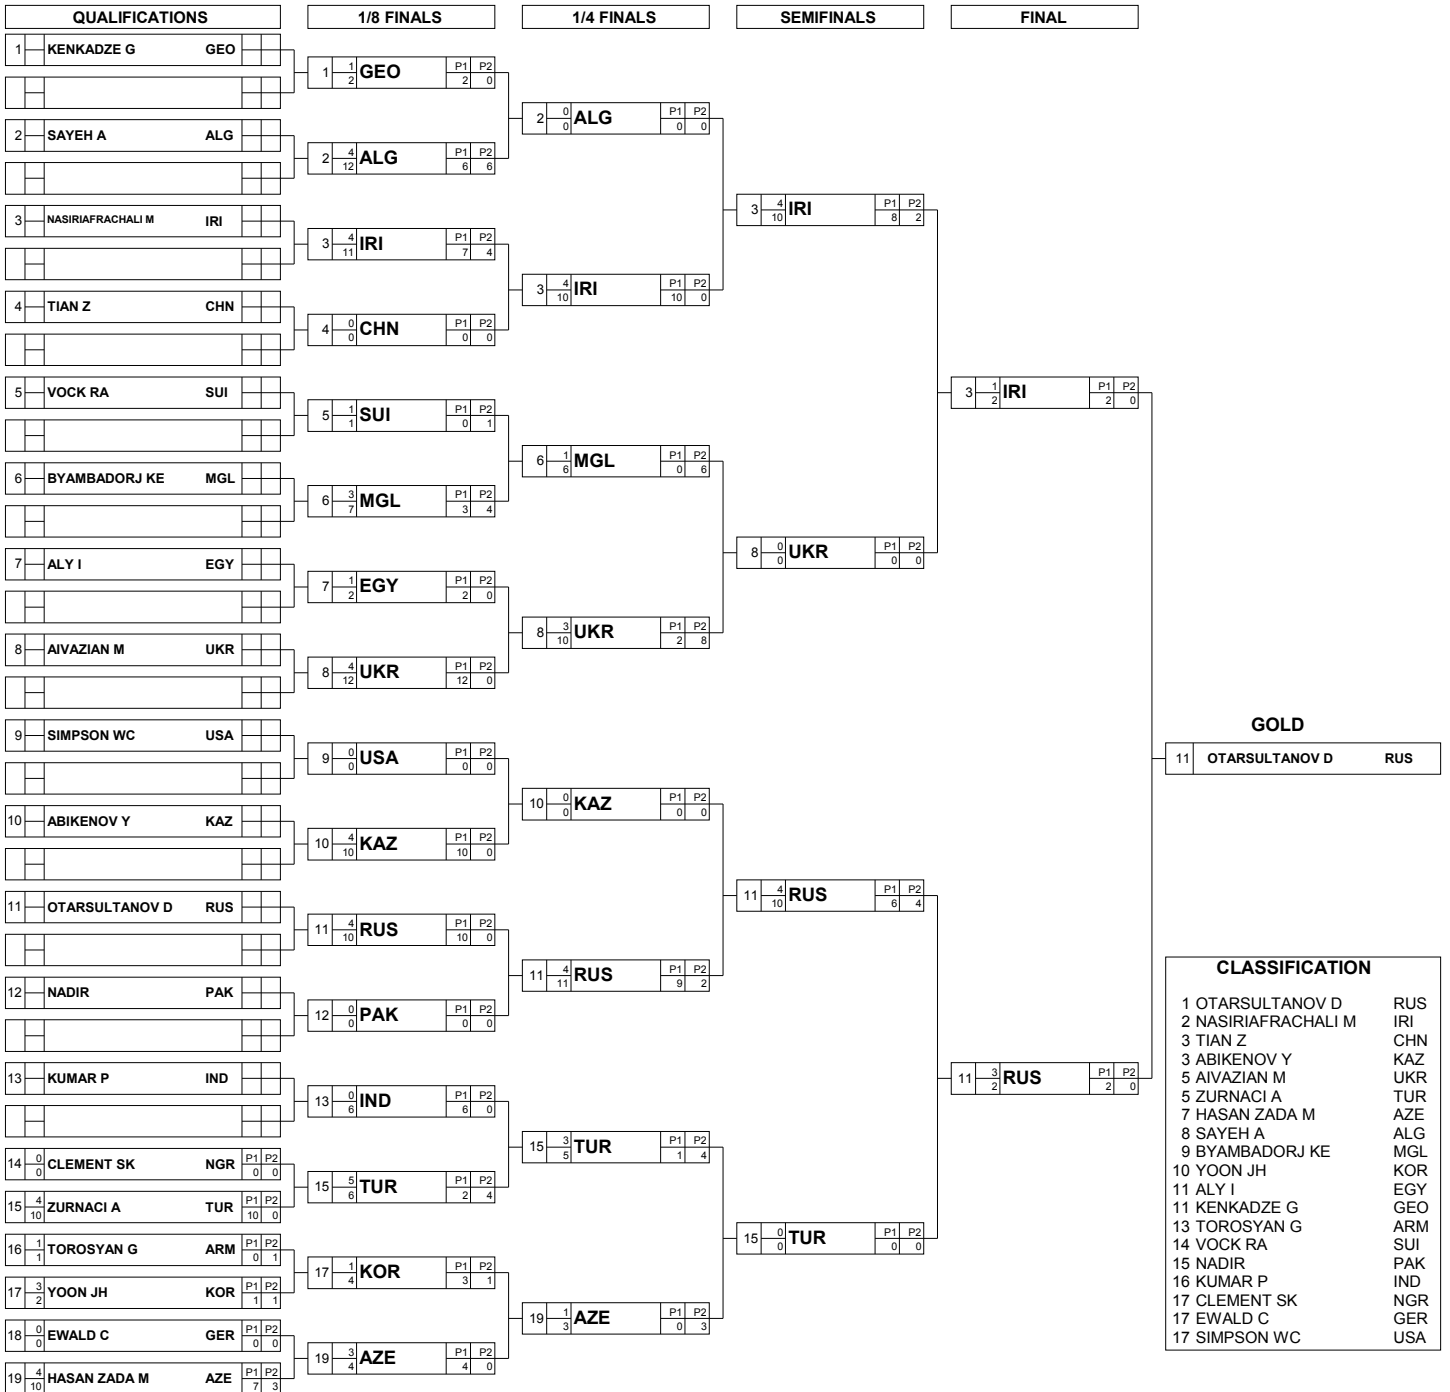 QUALIFICATIONS 1/8 FINALS 1/4 FINALS SEMIFINALS FINAL
1 KENKADZE G GEO
1 1 2 GEO P1 P2 2 0
2 SAYEH A ALG
2 4 12 ALG P1 P2 6 6
2 0 0 ALG P1 P2 0 0
3 NASIRIAFRACHALI M IRI
3 4 11 IRI P1 P2 7 4
4 TIAN Z CHN
4 0 0 CHN P1 P2 0 0
3 4 10 IRI P1 P2 10 0
3 4 10 IRI P1 P2 8 2
5 VOCK RA SUI
5 1 1 SUI P1 P2 0 1
6 BYAMBADORJ KE MGL
6 3 7 MGL P1 P2 3 4
6 1 6 MGL P1 P2 0 6
7 ALY I EGY
7 1 2 EGY P1 P2 2 0
8 AIVAZIAN M UKR
8 4 12 UKR P1 P2 12 0
8 3 10 UKR P1 P2 2 8
8 0 0 UKR P1 P2 0 0
3 1 2 IRI P1 P2 2 0
9 SIMPSON WC USA
9 0 0 USA P1 P2 0 0
10 ABIKENOV Y KAZ
10 4 10 KAZ P1 P2 10 0
10 0 0 KAZ P1 P2 0 0
11 OTARSULTANOV D RUS
11 4 10 RUS P1 P2 10 0
12 NADIR PAK
12 0 0 PAK P1 P2 0 0
11 4 11 RUS P1 P2 9 2
11 4 10 RUS P1 P2 6 4
13 KUMAR P IND
13 0 6 IND P1 P2 6 0
14 0 0 CLEMENT SK NGR P1 P2 0 0
15 4 10 ZURNACI A TUR P1 P2 10 0
15 5 6 TUR P1 P2 2 4
15 3 5 TUR P1 P2 1 4
16 1 1 TOROSYAN G ARM P1 P2 0 1
17 3 2 YOON JH KOR P1 P2 1 1
17 1 4 KOR P1 P2 3 1
18 0 0 EWALD C GER P1 P2 0 0
19 4 10 HASAN ZADA M AZE P1 P2 7 3
19 3 4 AZE P1 P2 4 0
19 1 3 AZE P1 P2 0 3
15 0 0 TUR P1 P2 0 0
11 3 2 RUS P1 P2 2 0
GOLD
11 OTARSULTANOV D RUS
CLASSIFICATION
1 OTARSULTANOV D RUS
2 NASIRIAFRACHALI M IRI
3 TIAN Z CHN
3 ABIKENOV Y KAZ
5 AIVAZIAN M UKR
5 ZURNACI A TUR
7 HASAN ZADA M AZE
8 SAYEH A ALG
9 BYAMBADORJ KE MGL
10 YOON JH KOR
11 ALY I EGY
11 KENKADZE G GEO
13 TOROSYAN G ARM
14 VOCK RA SUI
15 NADIR PAK
16 KUMAR P IND
17 CLEMENT SK NGR
17 EWALD C GER
17 SIMPSON WC USA